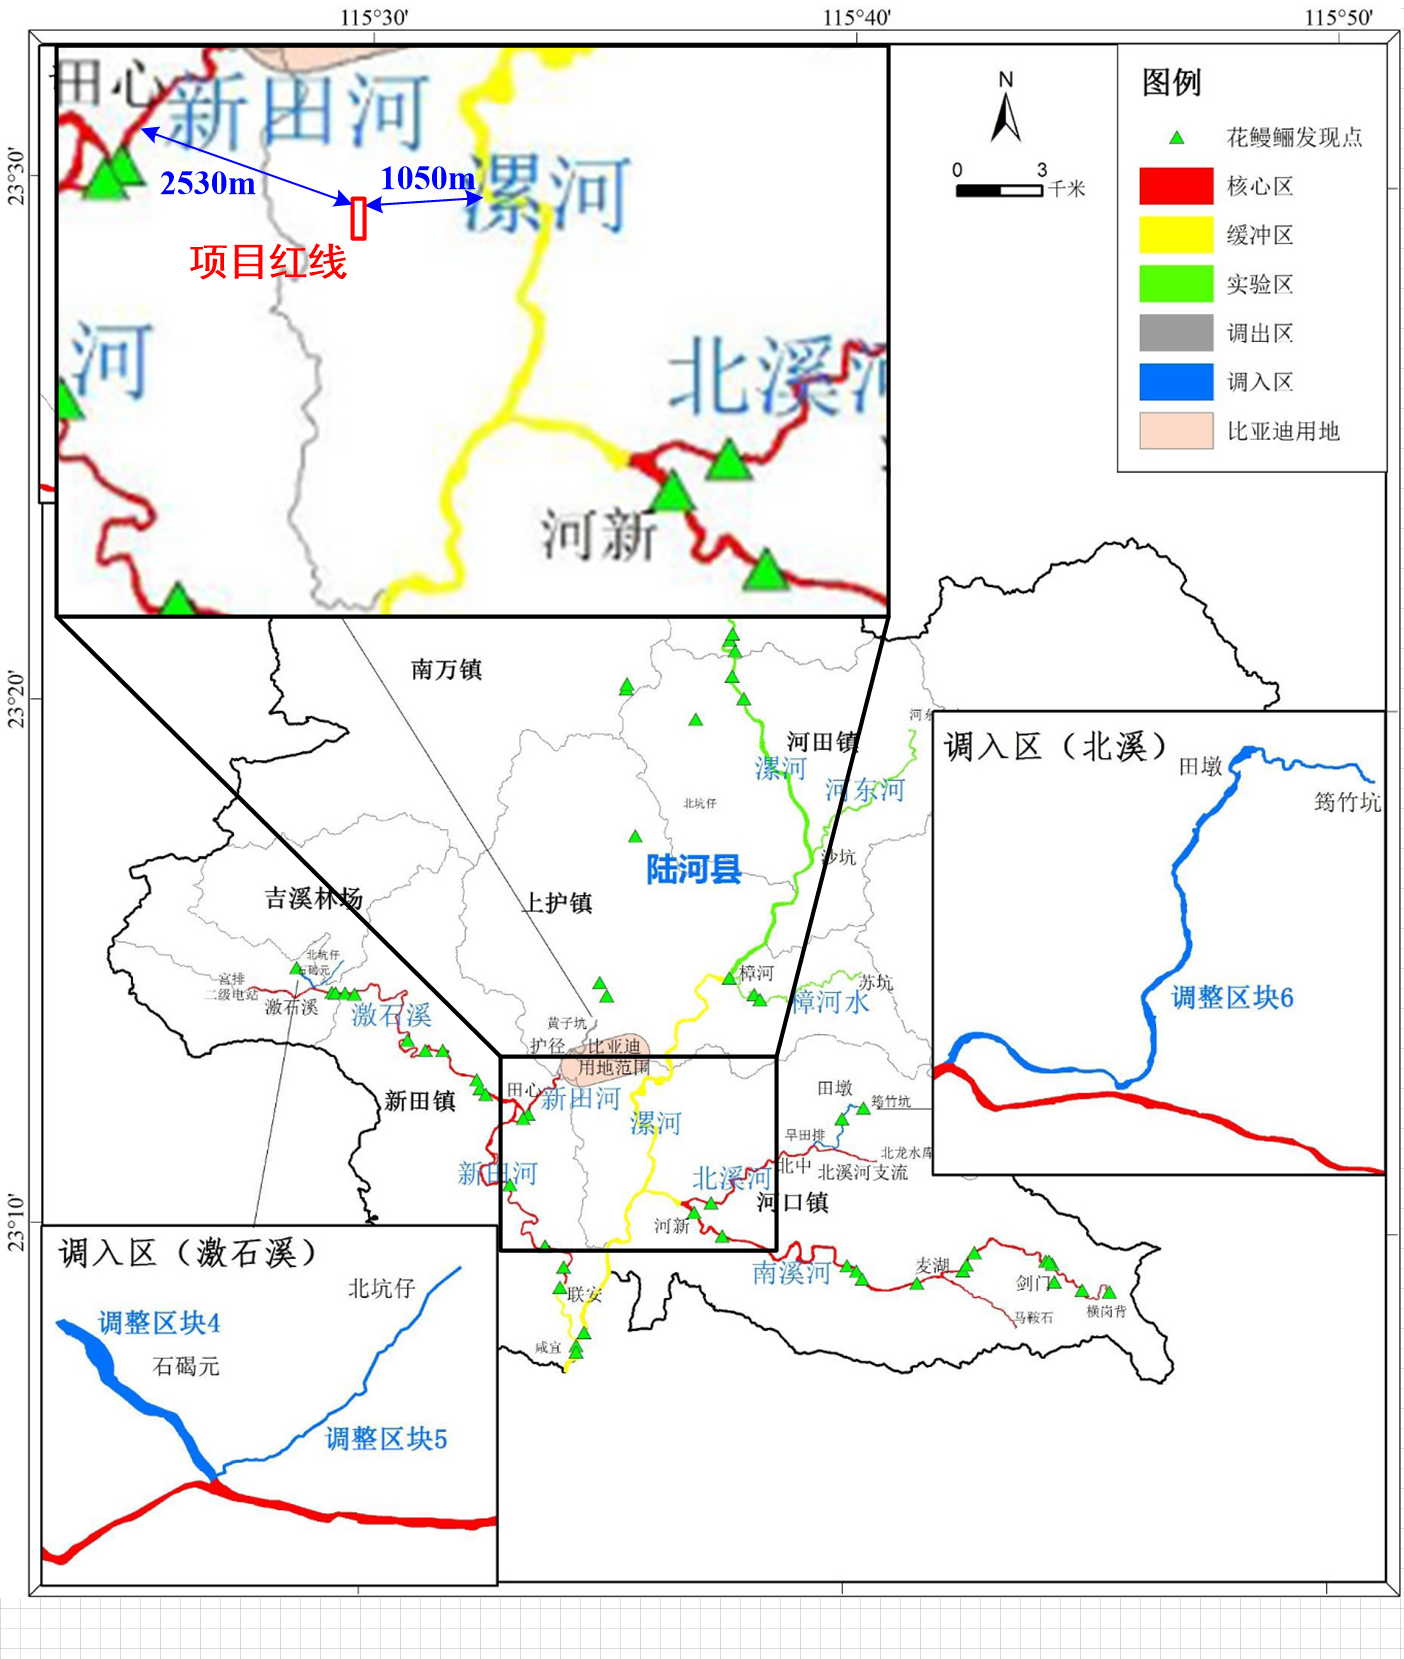 115°30'
115°40'
115°50'
23°30'
23°20'
23°10'
田心
新田河
漯河
2530m
1050m
项目红线
河
北溪河
河新
N
0
3
千米
图例
花鳗鲡发现点
核心区
缓冲区
实验区
调出区
调入区
比亚迪用地
南万镇
河田镇
漯河
河东
河东河
北坑仔
沙坑
陆河县
吉溪林场
上护镇
北坑仔
石碣元
宫排
二级电站
激石溪
激石溪
樟河
苏坑
樟河水
黄子坑
护径
比亚迪
用地范围
新田镇
田心
新田河
漯河
新田河
田墩
筠竹坑
旱田排
北中
北龙水库
北溪河支流
北溪河
河口镇
河新
南溪河
麦湖
剑门
马鞍石
横岗背
联安
咸宜
调入区（北溪）
田墩
筠竹坑
调整区块6
调入区（激石溪）
北坑仔
调整区块4
石碣元
调整区块5